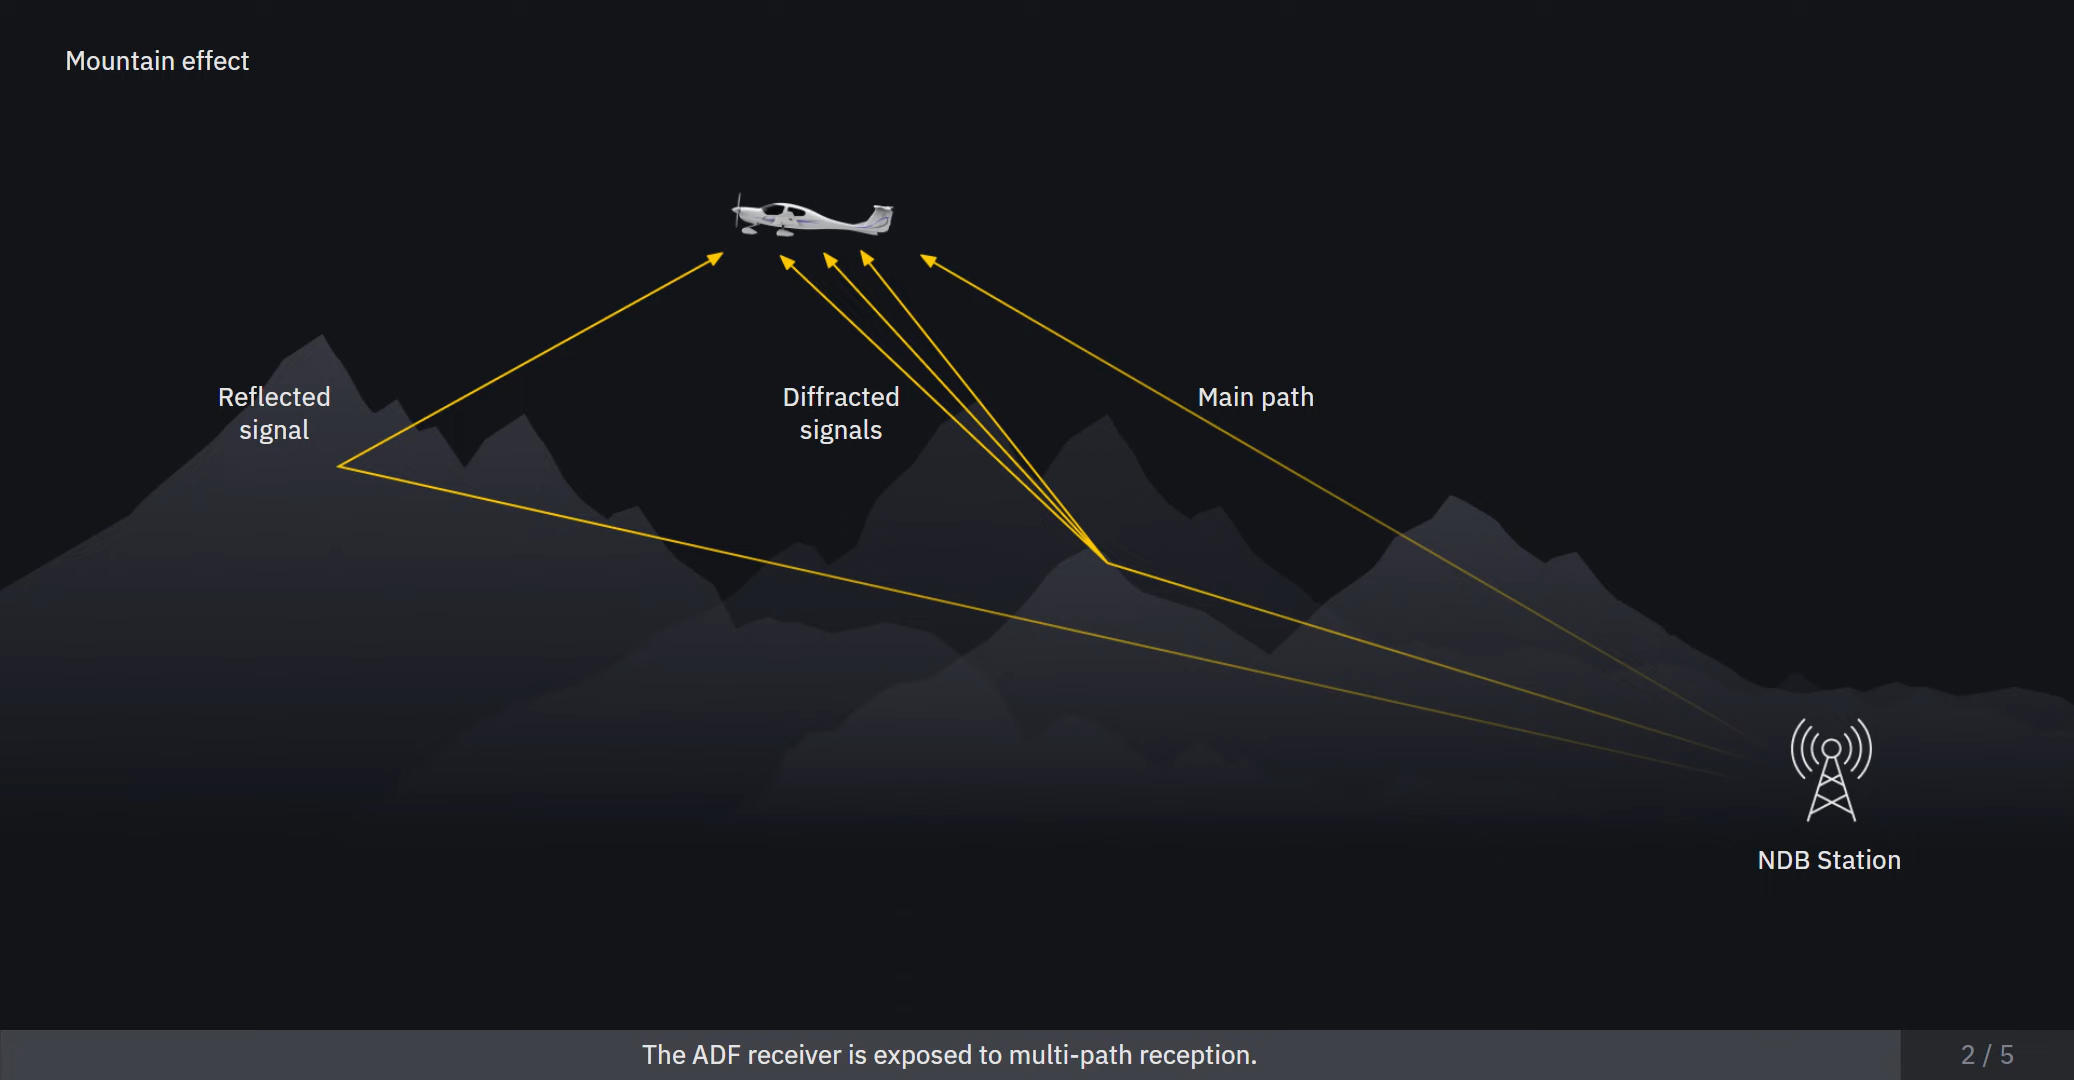 Mountain effect
Reflected
signal
Diffracted
signals
Main path
NDB Station
The ADF receiver is exposed to multi-path reception.
2 / 5